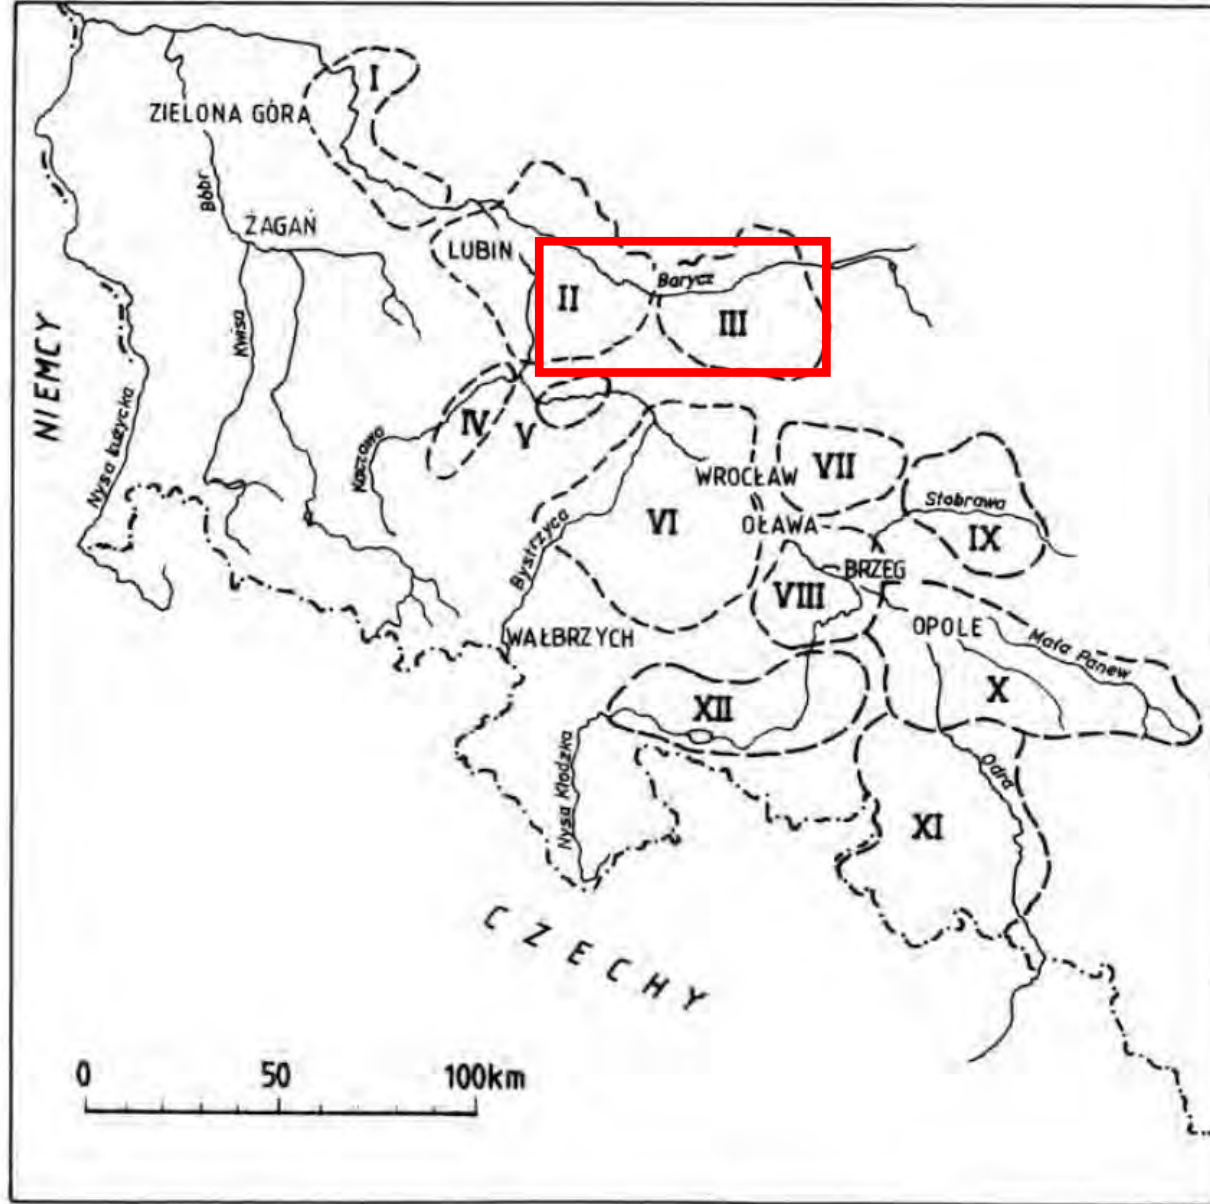 I
ZIELONA GÓRA
Bóbr
ŻAGAŃ
LUBIN
Barycz
II
III
NIEMCY
Kwisa
Nysa Łużycka
Kaczawa
IV
V
WROCŁAW
VII
Stobrawa
OŁAWA
VI
IX
Bystrzyca
BRZEG
VIII
OPOLE
WAŁBRZYCH
Mała Panew
X
XII
Nysa Kłodzka
Odra
XI
CZECHY
0 50 100km